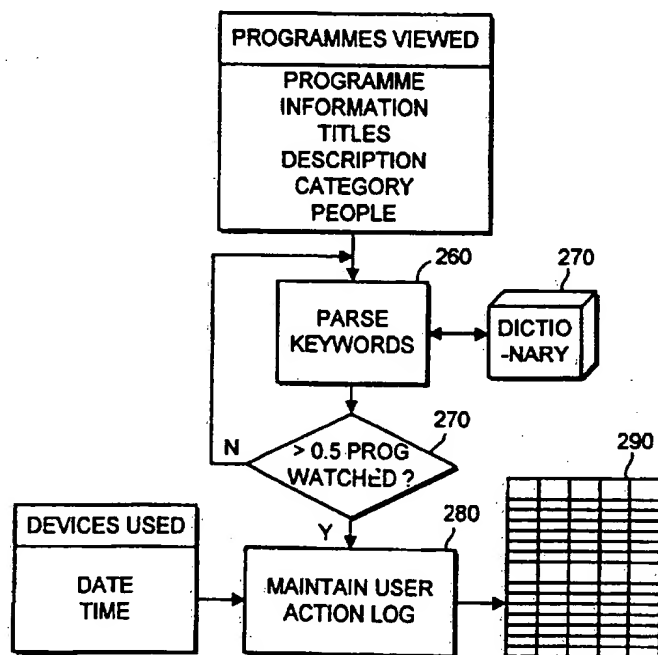 PROGRAMMES VIEWED
PROGRAMME
INFORMATION
TITLES
DESCRIPTION
CATEGORY
PEOPLE
260
270
PARSE
KEYWORDS
DICTIO
-NARY
270
N
> 0.5 PROG
WATCHED ?
290
DEVICES USED
Y
280
DATE
TIME
MAINTAIN USER
ACTION LOG